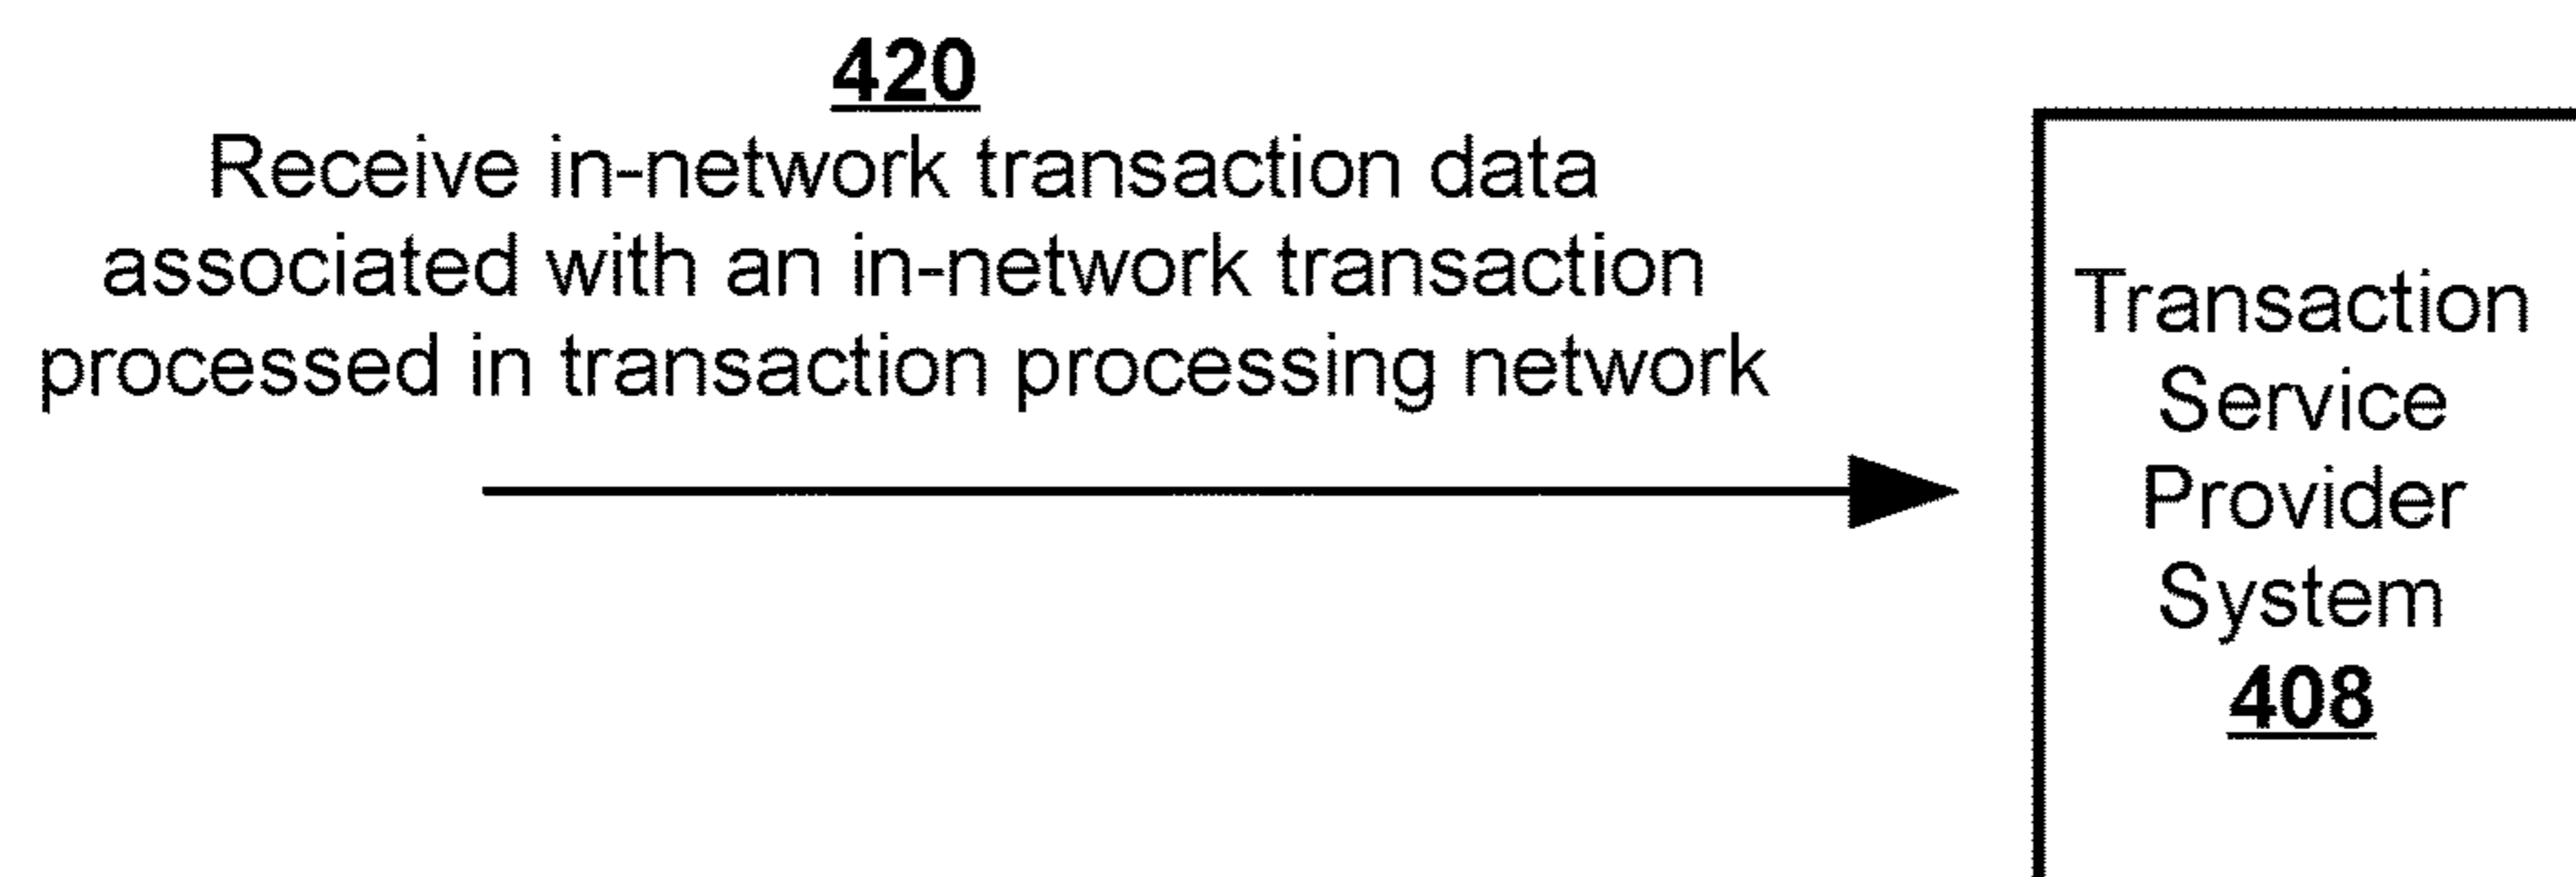 420
Receive in-network transaction data
associated with an in-network transaction
processed in transaction processing network
Transaction
Service
Provider
System
408